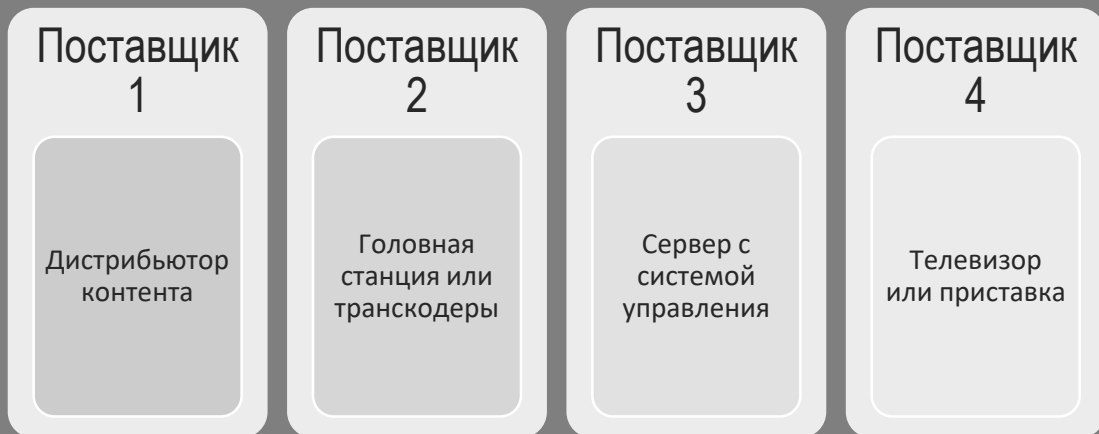 Поставщик
1
Дистрибьютор
контента
Поставщик
2
Головная
станция или
транскодеры
Поставщик
3
Сервер с
системой
управления
Поставщик
4
Телевизор
или приставка